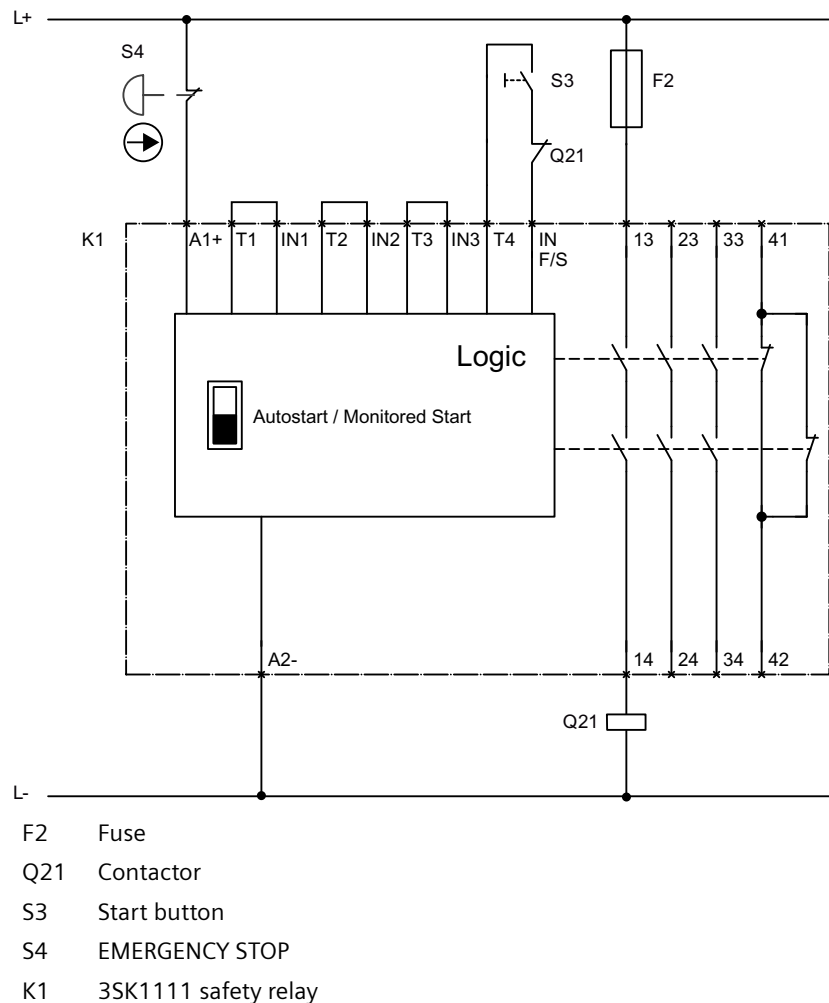 L+
S4
S3
F2
Q21
K1
A1+ T1 IN1 T2 IN2 T3 IN3 T4 IN 13 23 33 41
F/S
Logic
Autostart / Monitored Start
A2- 14 24 34 42
Q21
L-
F2 Fuse
Q21 Contactor
S3 Start button
S4 EMERGENCY STOP
K1 3SK1111 safety relay